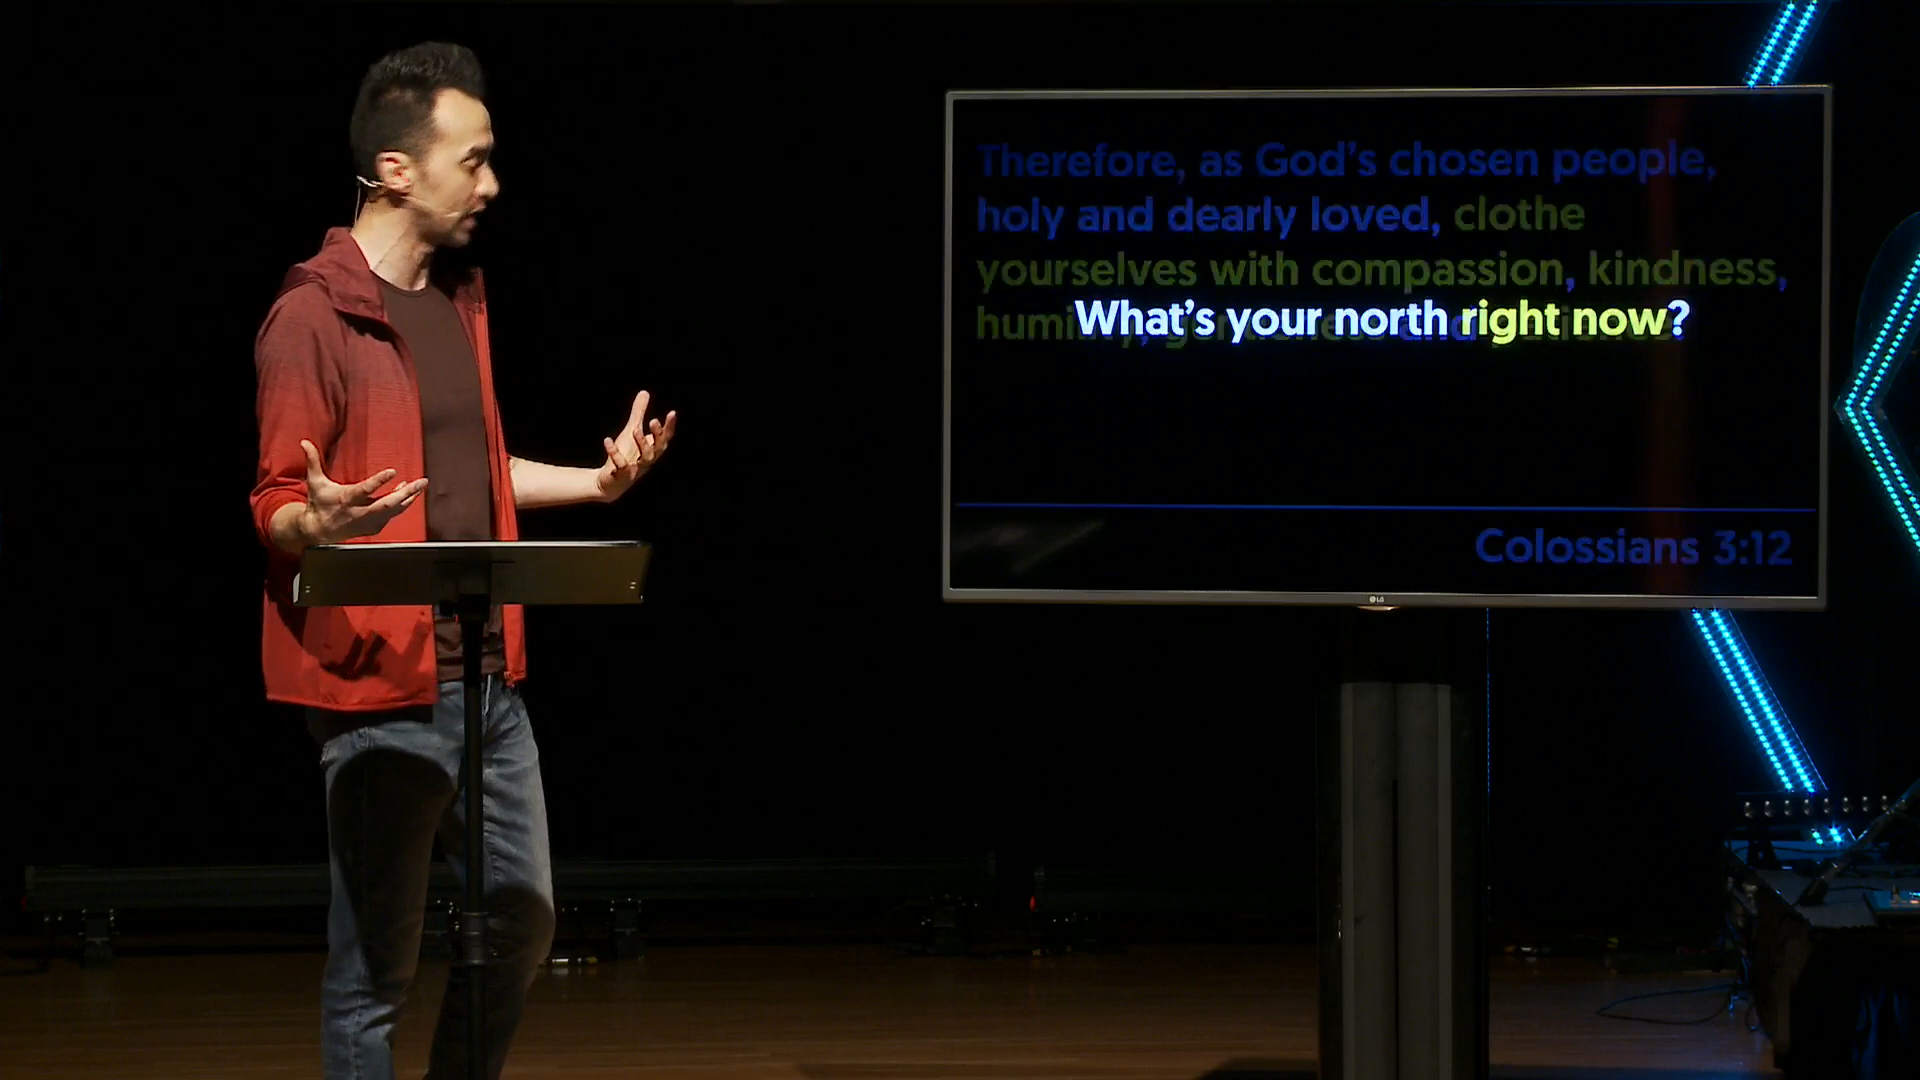 Therefore, as God's chosen people,
holy and dearly loved, clothe
yourselves with compassion, kindness,
What's your north right now?
Colossians 3:12
LG